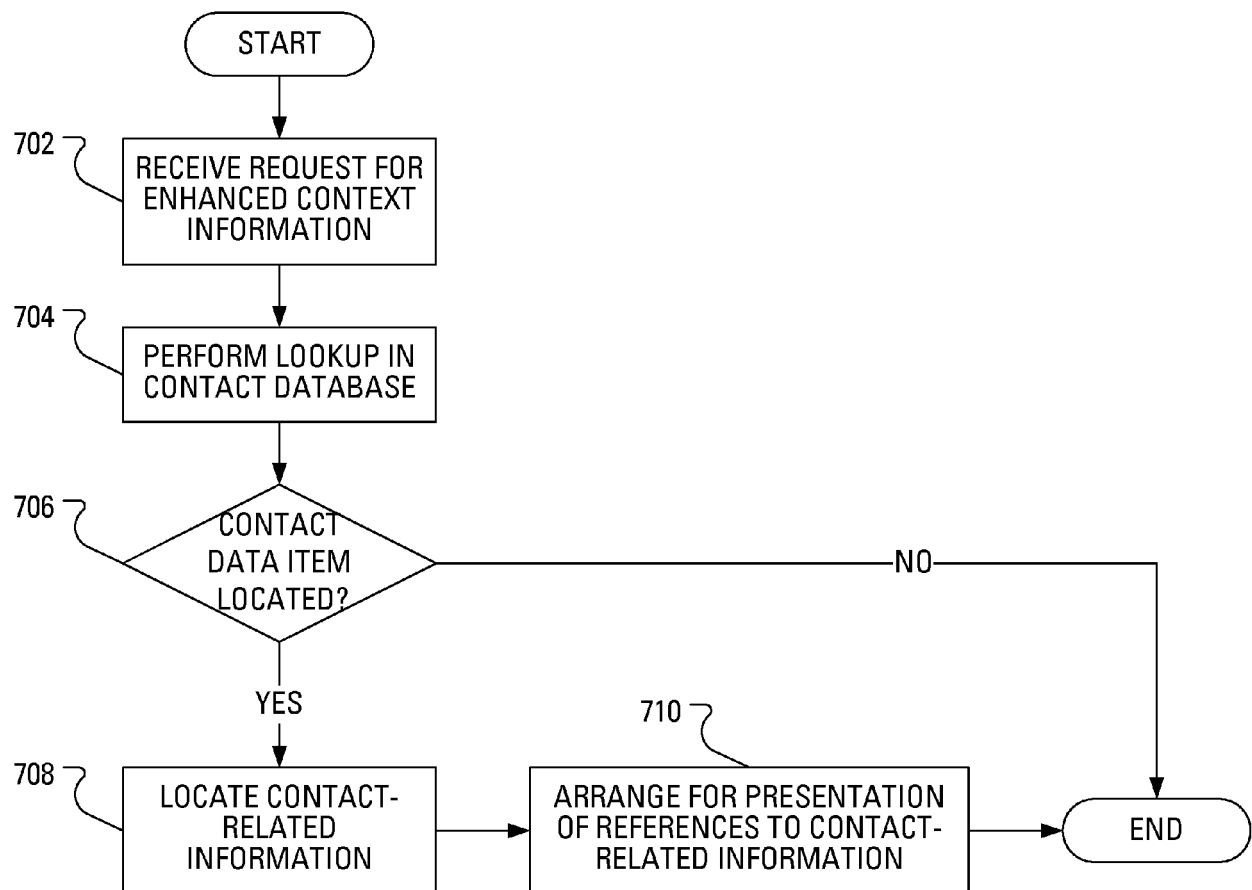 START
702
RECEIVE REQUEST FOR
ENHANCED CONTEXT
INFORMATION
704
PERFORM LOOKUP IN
CONTACT DATABASE
706
CONTACT
DATA ITEM
LOCATED?
NO
YES
708
LOCATE CONTACT-
RELATED
INFORMATION
710
ARRANGE FOR PRESENTATION
OF REFERENCES TO CONTACT-
RELATED INFORMATION
END